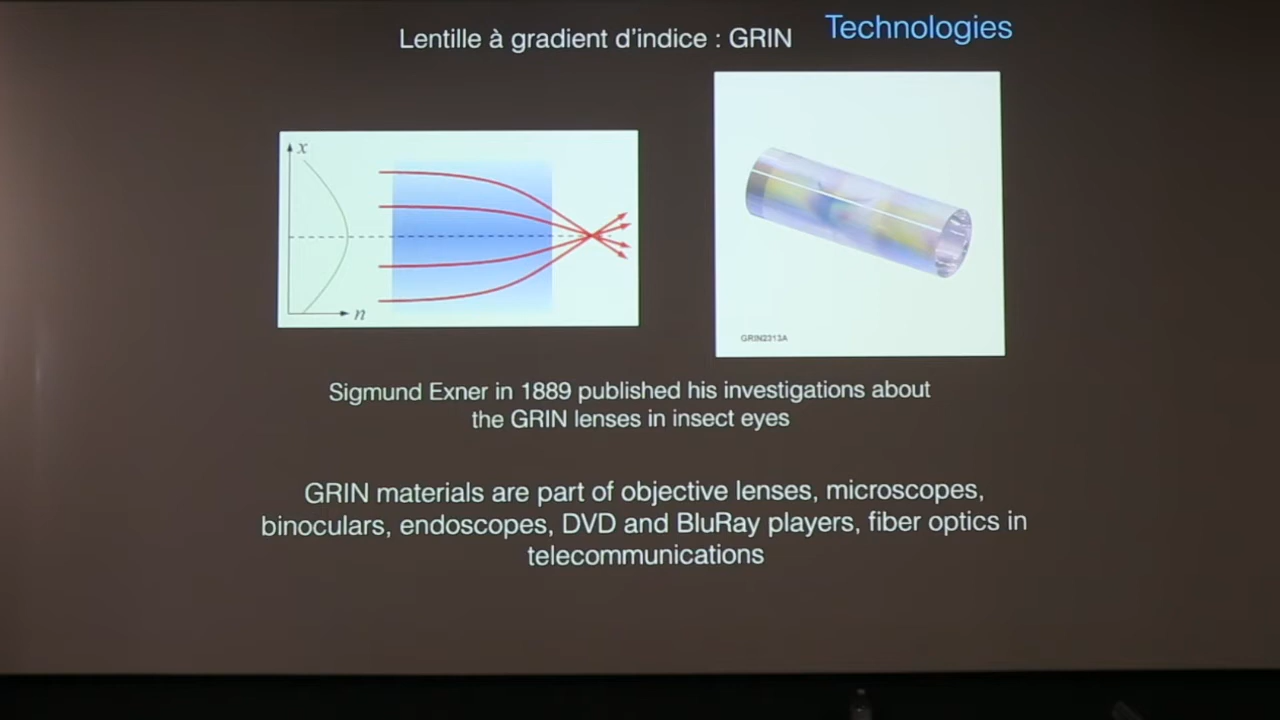 Lentille à gradient d'indice : GRIN
Technologies
x
n
GRIN2313A
Sigmund Exner in 1889 published his investigations about
the GRIN lenses in insect eyes
GRIN materials are part of objective lenses, microscopes,
binoculars, endoscopes, DVD and BluRay players, fiber optics in
telecommunications